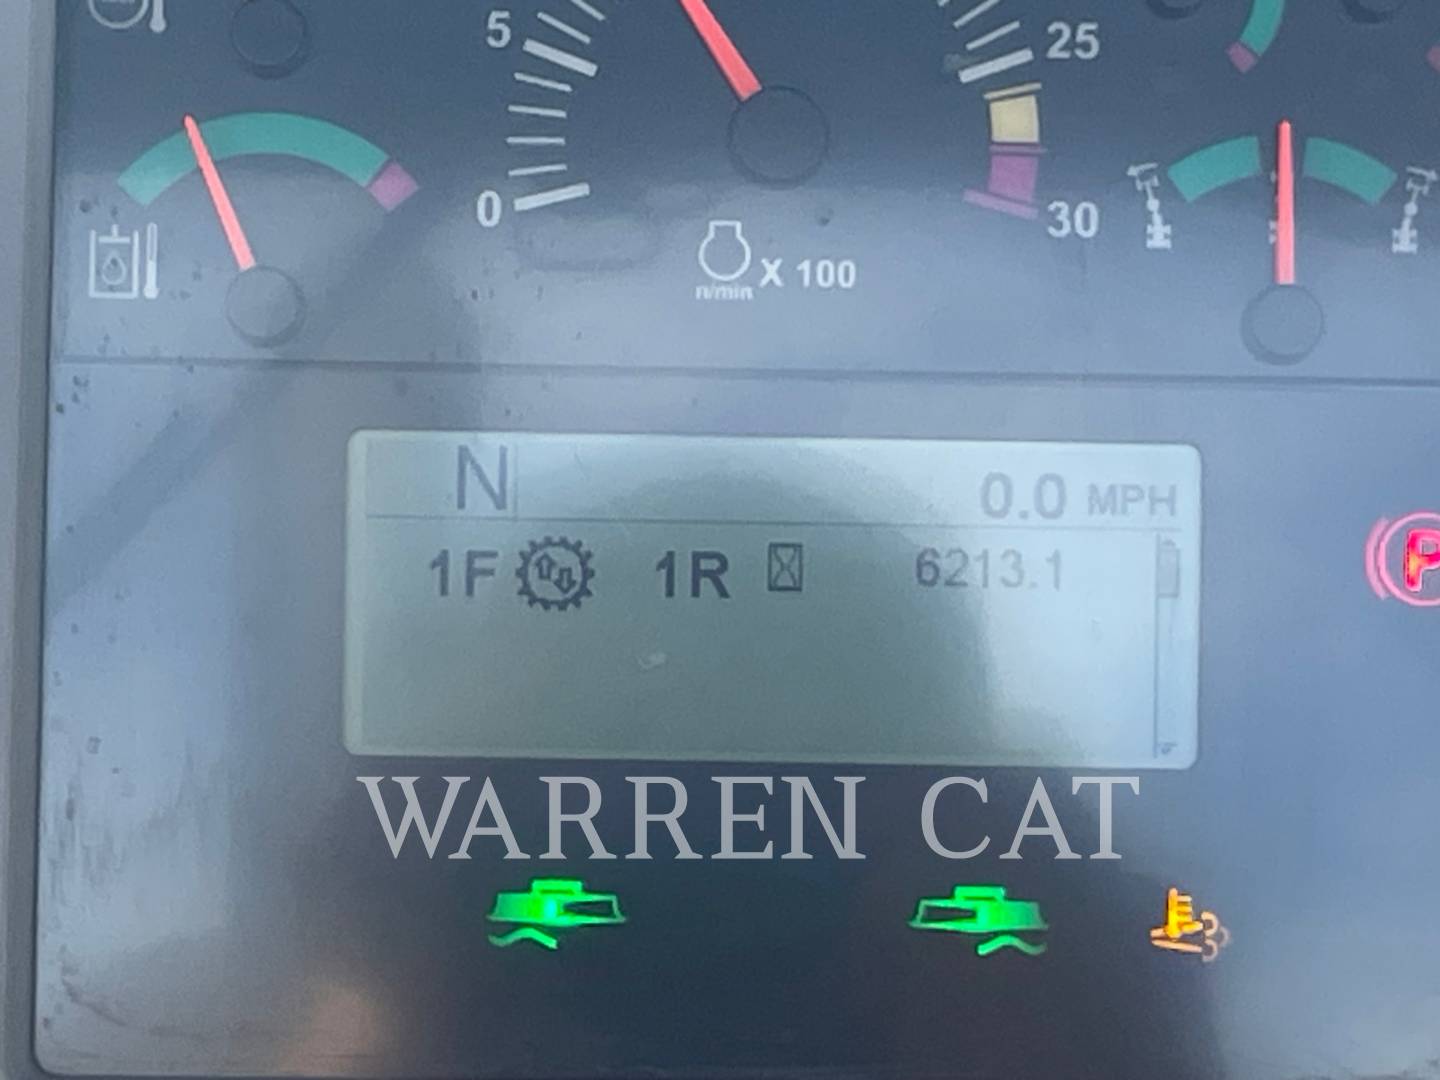 5
25
0
30
n/min X 100
N 0.0 MPH
1F 1R 6213.1
P
WARREN CAT